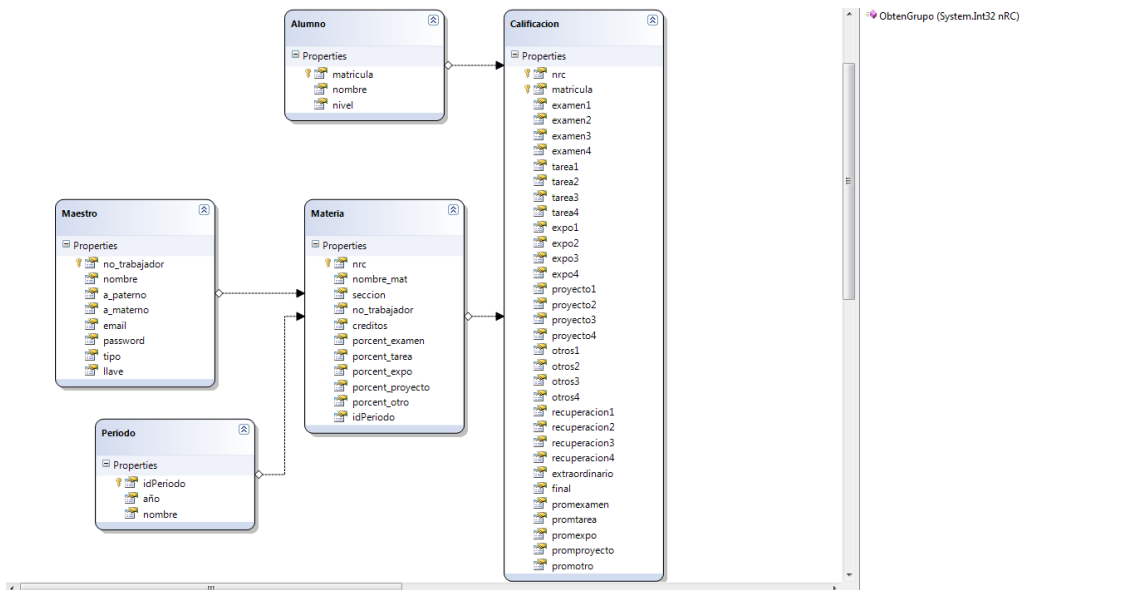 Alumno
Properties
matricula
nombre
nivel
Calificacion
Properties
nrc
matricula
examen1
examen2
examen3
examen4
tarea1
tarea2
tarea3
tarea4
expo1
expo2
expo3
expo4
proyecto1
proyecto2
proyecto3
proyecto4
otros1
otros2
otros3
otros4
recuperacion1
recuperacion2
recuperacion3
recuperacion4
extraordinario
final
promexamen
promtarea
promexpo
promproyecto
promotro
Maestro
Properties
no_trabajador
nombre
a_paterno
a_materno
email
password
tipo
llave
Materia
Properties
nrc
nombre_mat
seccion
no_trabajador
creditos
porcent_examen
porcent_tarea
porcent_expo
porcent_proyecto
porcent_otro
idPeriodo
Periodo
Properties
idPeriodo
año
nombre
ObtenGrupo (System.Int32 nRC)